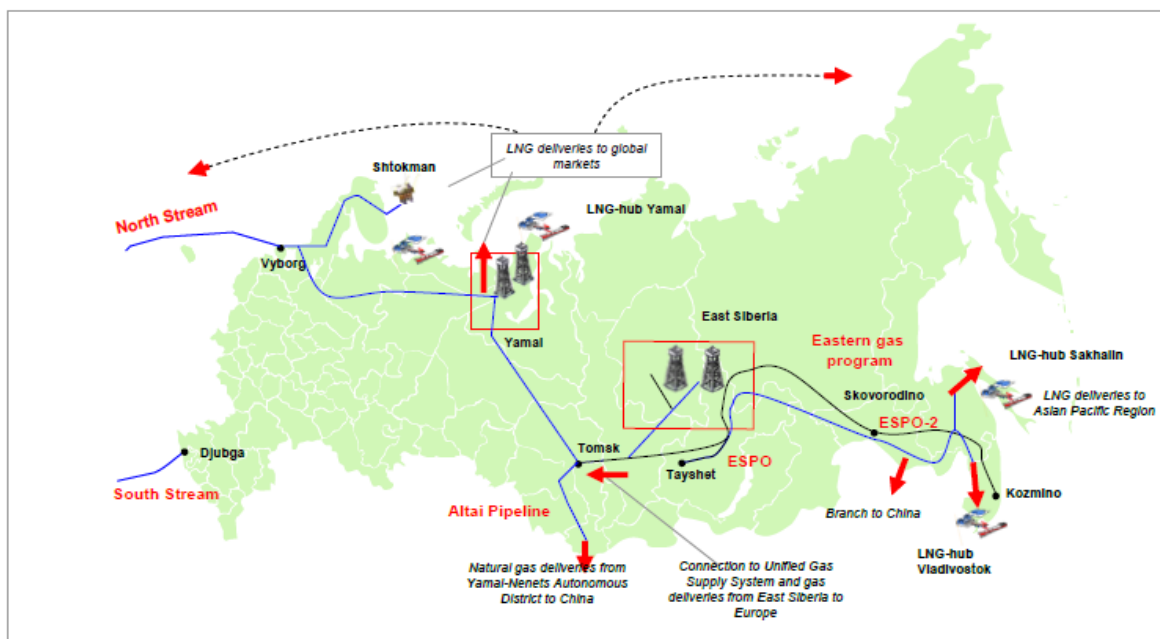 LNG deliveries to global
markets
Shtokman
LNG-hub Yamal
North Stream
Vyborg
Yamal
East Siberia
Eastern gas
program
LNG-hub Sakhalin
LNG deliveries to
Asian Pacific Region
Skovorodino
ESPO-2
Djubga
South Stream
Tomsk
Tayshet
ESPO
Kozmino
Altai Pipeline
Branch to China
LNG-hub
Vladivostok
Natural gas deliveries from
Yamal-Nenets Autonomous
District to China
Connection to Unified Gas
Supply System and gas
deliveries from East Siberia to
Europe